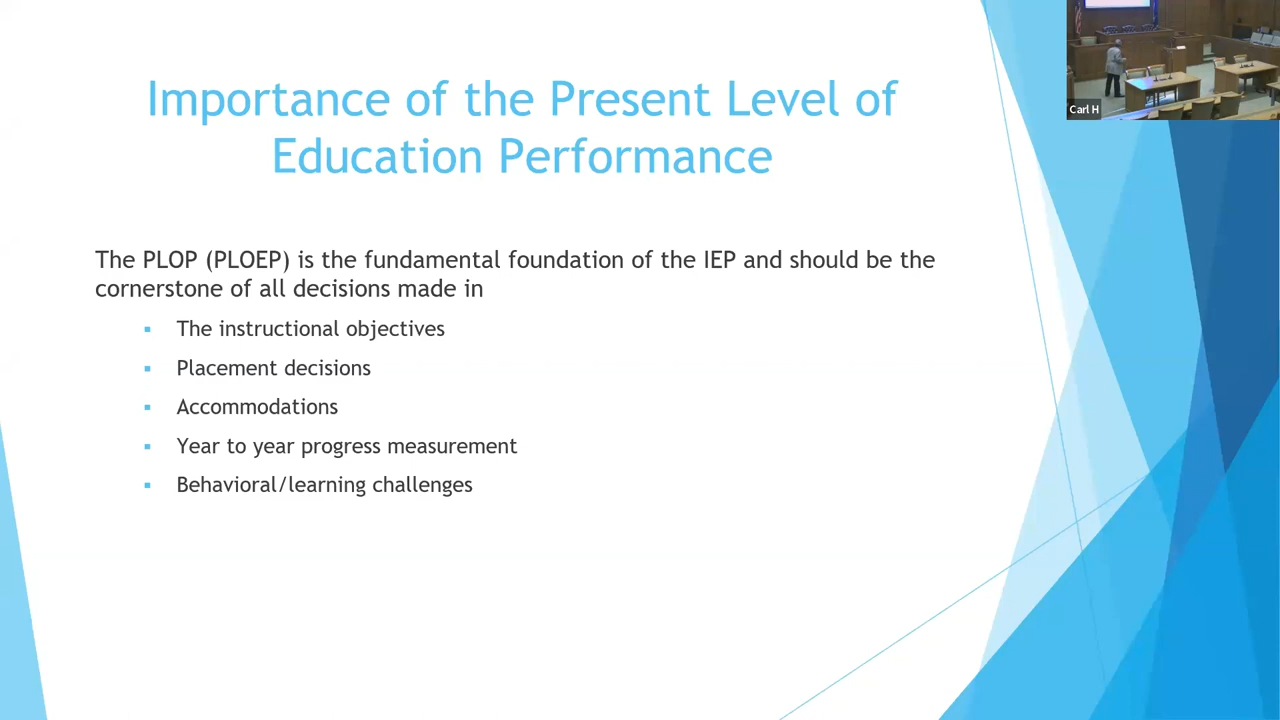 Importance of the Present Level of
Education Performance
The PLOP (PLOEP) is the fundamental foundation of the IEP and should be the
cornerstone of all decisions made in
▪ The instructional objectives
▪ Placement decisions
▪ Accommodations
▪ Year to year progress measurement
▪ Behavioral/learning challenges
Carl H